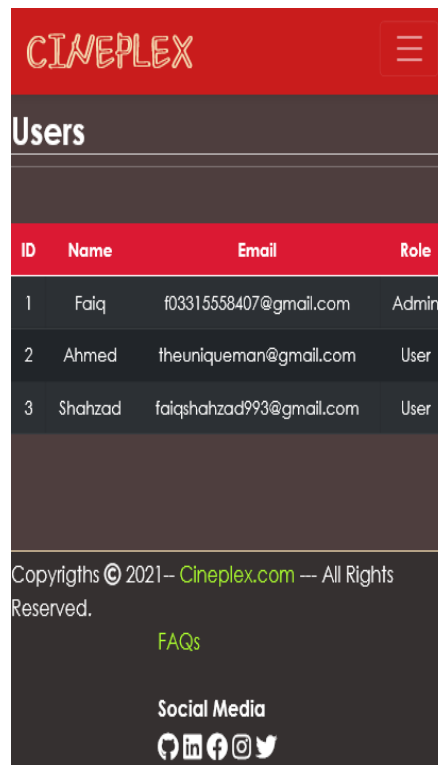 CINEPLEX
Users
ID Name Email Role
1 Faiq f03315558407@gmail.com Admin
2 Ahmed theuniqueman@gmail.com User
3 Shahzad faiqshahzad993@gmail.com User
Copyrigths © 2021-- Cineplex.com --- All Rights
Reserved.
FAQs
Social Media